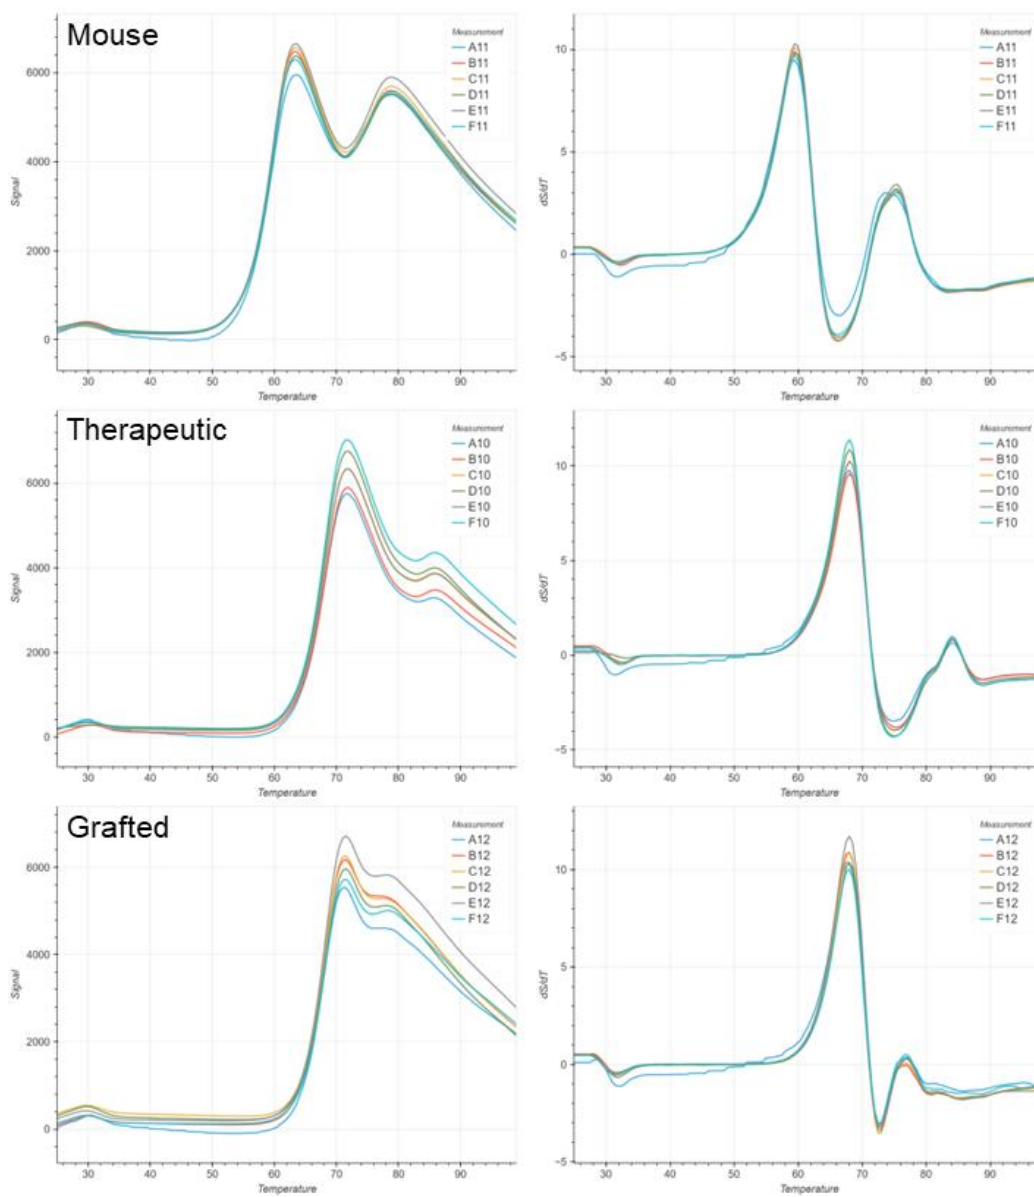 Mouse
Measurement
A11
B11
C11
D11
E11
F11
6000
4000
2000
0
Signal
30 40 50 60 70 80 90
Temperature
Measurement
A11
B11
C11
D11
E11
F11
10
5
0
−5
dS/dT
30 40 50 60 70 80 90
Temperature
Therapeutic
Measurement
A10
B10
C10
D10
E10
F10
6000
4000
2000
0
Signal
30 40 50 60 70 80 90
Temperature
Measurement
A10
B10
C10
D10
E10
F10
10
5
0
−5
dS/dT
30 40 50 60 70 80 90
Temperature
Grafted
Measurement
A12
B12
C12
D12
E12
F12
6000
4000
2000
0
Signal
30 40 50 60 70 80 90
Temperature
Measurement
A12
B12
C12
D12
E12
F12
10
5
0
−5
dS/dT
30 40 50 60 70 80 90
Temperature